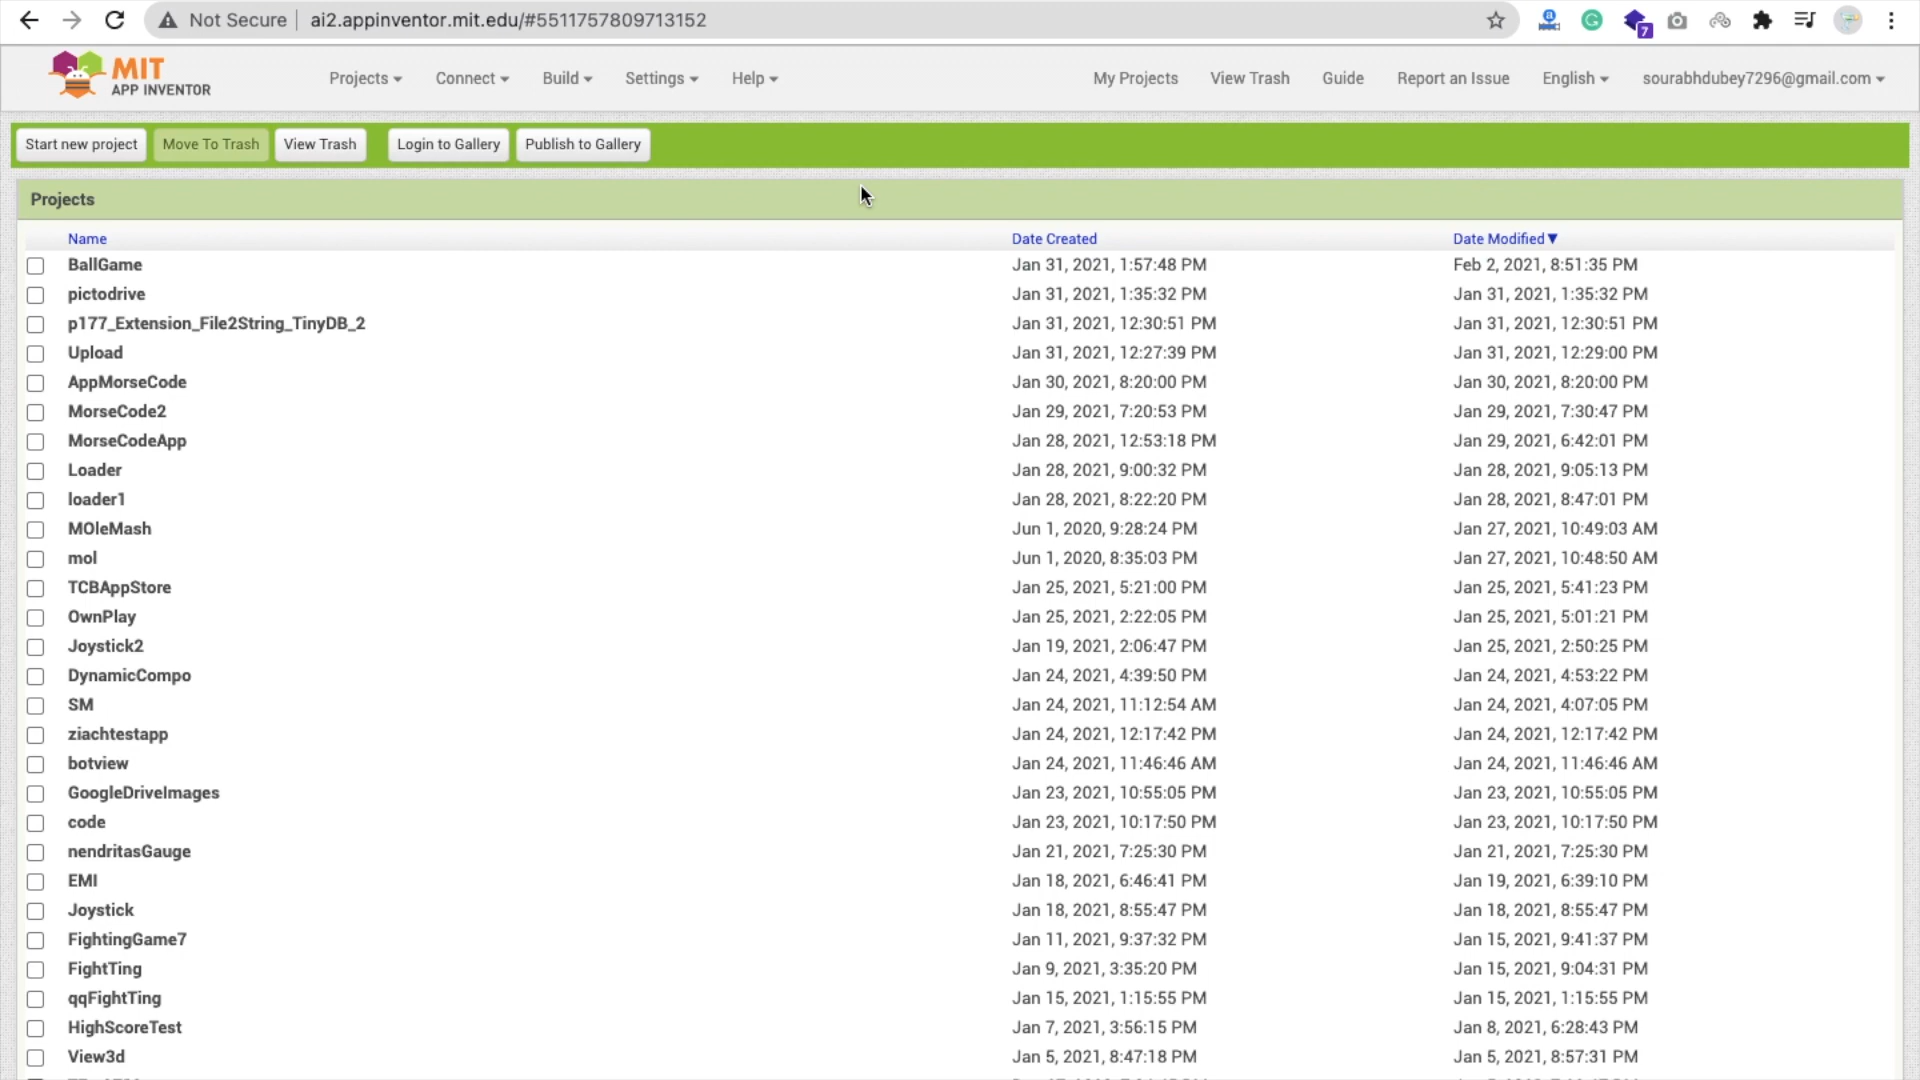 Not Secure | ai2.appinventor.mit.edu/#5511757809713152
7
MIT
APP INVENTOR
Projects Connect Build Settings Help My Projects View Trash Guide Report an Issue English sourabhdubey7296@gmail.com
Start new project Move To Trash View Trash Login to Gallery Publish to Gallery
Projects
Name Date Created Date Modified▼
BallGame Jan 31, 2021, 1:57:48 PM Feb 2, 2021, 8:51:35 PM
pictodrive Jan 31, 2021, 1:35:32 PM Jan 31, 2021, 1:35:32 PM
p177_Extension_File2String_TinyDB_2 Jan 31, 2021, 12:30:51 PM Jan 31, 2021, 12:30:51 PM
Upload Jan 31, 2021, 12:27:39 PM Jan 31, 2021, 12:29:00 PM
AppMorseCode Jan 30, 2021, 8:20:00 PM Jan 30, 2021, 8:20:00 PM
MorseCode2 Jan 29, 2021, 7:20:53 PM Jan 29, 2021, 7:30:47 PM
MorseCodeApp Jan 28, 2021, 12:53:18 PM Jan 29, 2021, 6:42:01 PM
Loader Jan 28, 2021, 9:00:32 PM Jan 28, 2021, 9:05:13 PM
loader1 Jan 28, 2021, 8:22:20 PM Jan 28, 2021, 8:47:01 PM
MOleMash Jun 1, 2020, 9:28:24 PM Jan 27, 2021, 10:49:03 AM
mol Jun 1, 2020, 8:35:03 PM Jan 27, 2021, 10:48:50 AM
TCBAppStore Jan 25, 2021, 5:21:00 PM Jan 25, 2021, 5:41:23 PM
OwnPlay Jan 25, 2021, 2:22:05 PM Jan 25, 2021, 5:01:21 PM
Joystick2 Jan 19, 2021, 2:06:47 PM Jan 25, 2021, 2:50:25 PM
DynamicCompo Jan 24, 2021, 4:39:50 PM Jan 24, 2021, 4:53:22 PM
SM Jan 24, 2021, 11:12:54 AM Jan 24, 2021, 4:07:05 PM
ziachtestapp Jan 24, 2021, 12:17:42 PM Jan 24, 2021, 12:17:42 PM
botview Jan 24, 2021, 11:46:46 AM Jan 24, 2021, 11:46:46 AM
GoogleDriveImages Jan 23, 2021, 10:55:05 PM Jan 23, 2021, 10:55:05 PM
code Jan 23, 2021, 10:17:50 PM Jan 23, 2021, 10:17:50 PM
nendritasGauge Jan 21, 2021, 7:25:30 PM Jan 21, 2021, 7:25:30 PM
EMI Jan 18, 2021, 6:46:41 PM Jan 19, 2021, 6:39:10 PM
Joystick Jan 18, 2021, 8:55:47 PM Jan 18, 2021, 8:55:47 PM
FightingGame7 Jan 11, 2021, 9:37:32 PM Jan 15, 2021, 9:41:37 PM
FightTing Jan 9, 2021, 3:35:20 PM Jan 15, 2021, 9:04:31 PM
qqFightTing Jan 15, 2021, 1:15:55 PM Jan 15, 2021, 1:15:55 PM
HighScoreTest Jan 7, 2021, 3:56:15 PM Jan 8, 2021, 6:28:43 PM
View3d Jan 5, 2021, 8:47:18 PM Jan 5, 2021, 8:57:31 PM